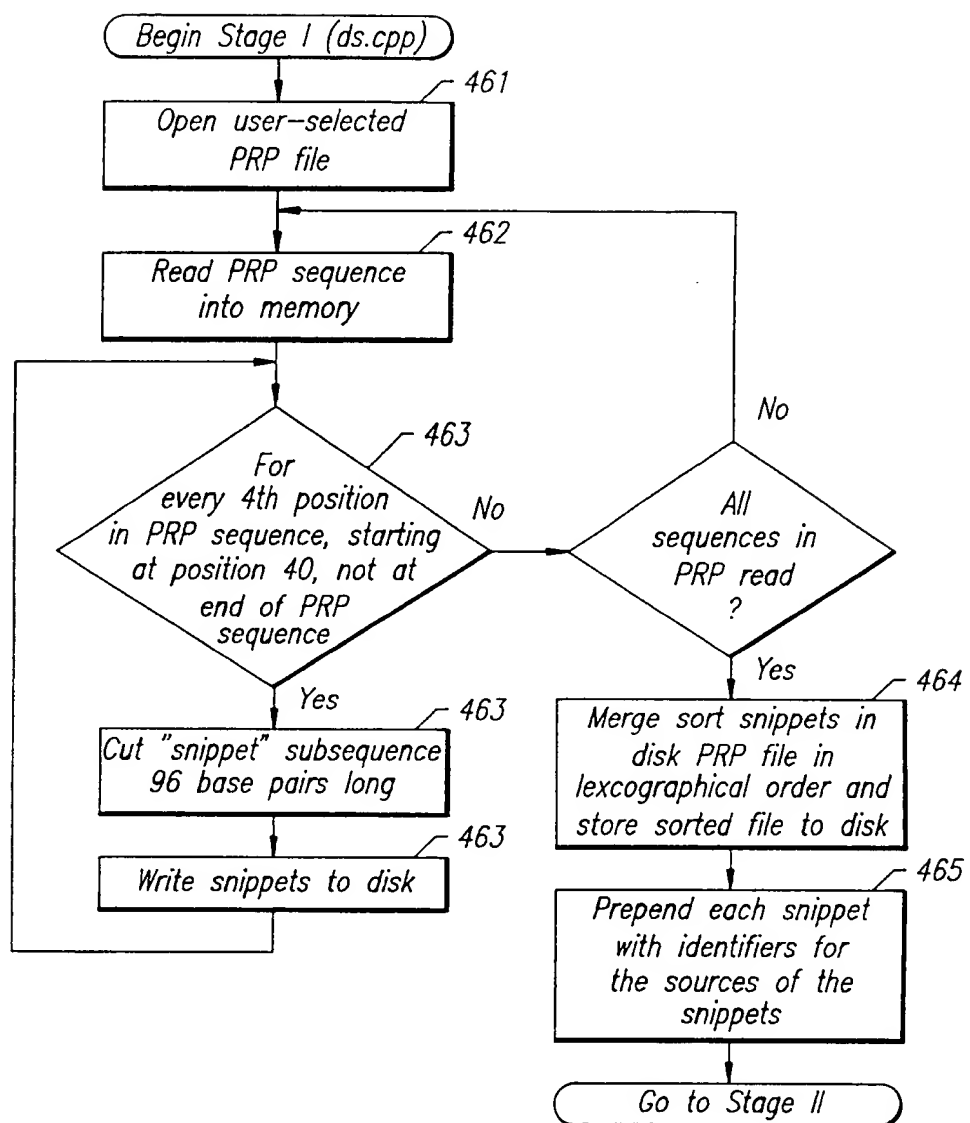 Begin Stage I (ds.cpp)
461
Open user-selected
PRP file
462
Read PRP sequence
into memory
463
For
every 4th position
in PRP sequence, starting
at position 40, not at
end of PRP
sequence
No
Yes
463
Cut "snippet" subsequence
96 base pairs long
463
Write snippets to disk
No
All
sequences in
PRP read
?
Yes
464
Merge sort snippets in
disk PRP file in
lexcographical order and
store sorted file to disk
465
Prepend each snippet
with identifiers for
the sources of the
snippets
Go to Stage II